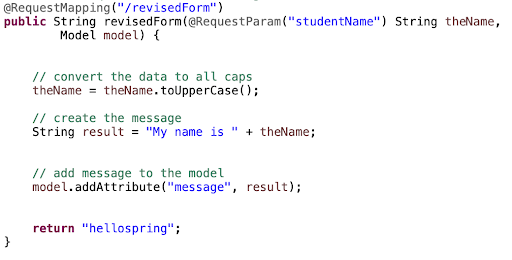 @RequestMapping("/revisedForm")
public String revisedForm(@RequestParam("studentName") String theName,
Model model) {
// convert the data to all caps
theName = theName.toUpperCase();
// create the message
String result = "My name is " + theName;
// add message to the model
model.addAttribute("message", result);
return "hellospring";
}